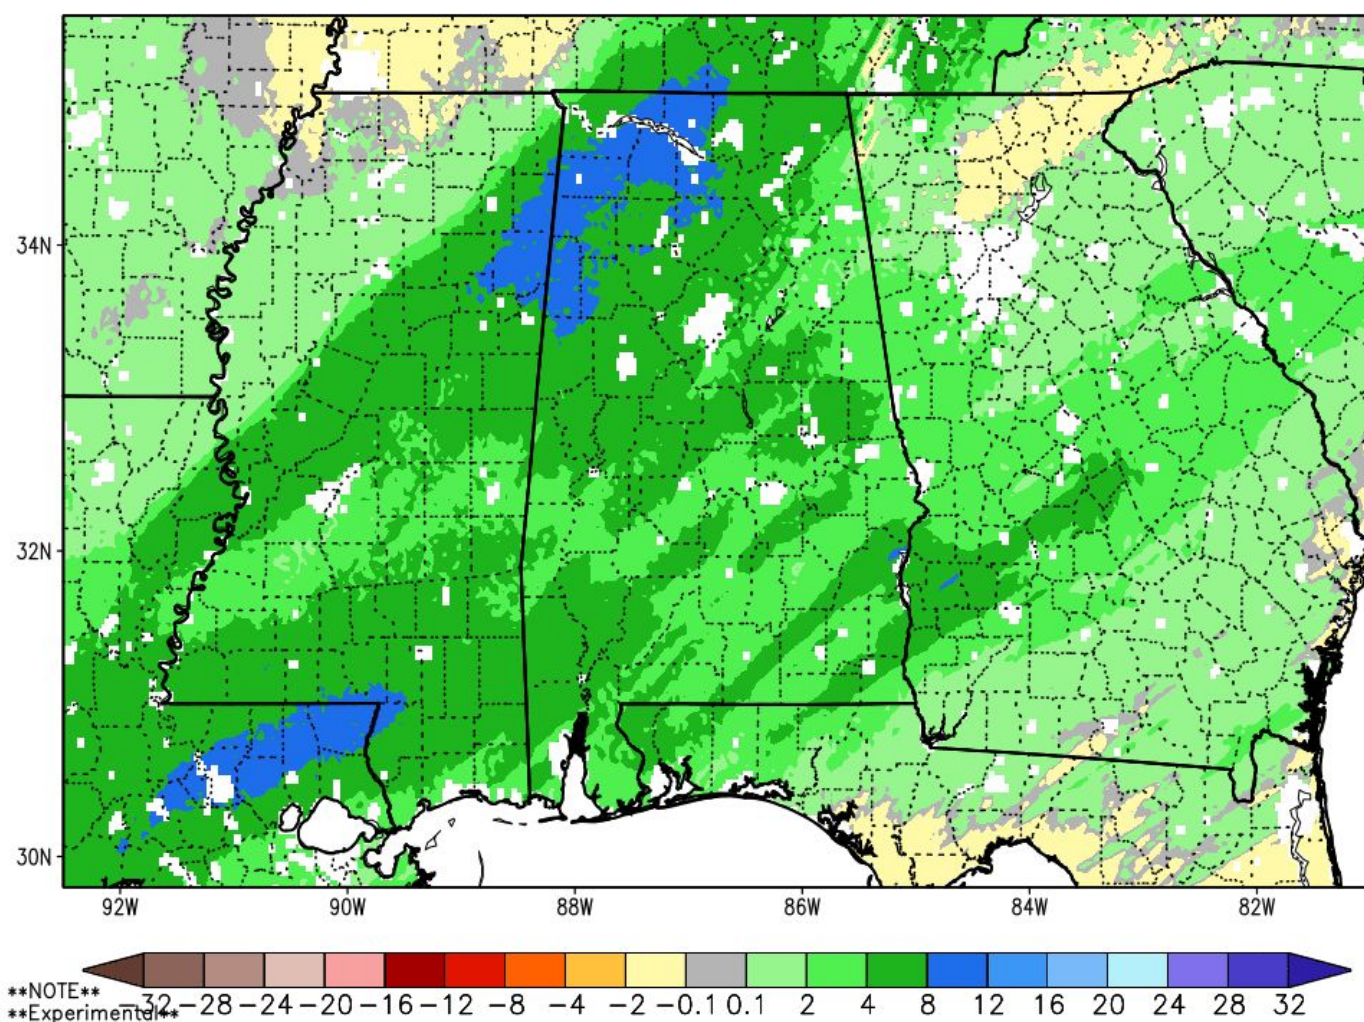 34N
32N
30N
92W 90W 88W 86W 84W 82W
**NOTE** -32 -28 -24 -20 -16 -12 -8 -4 -2 -0.1 0.1 2 4 8 12 16 20 24 28 32
**Experimental**